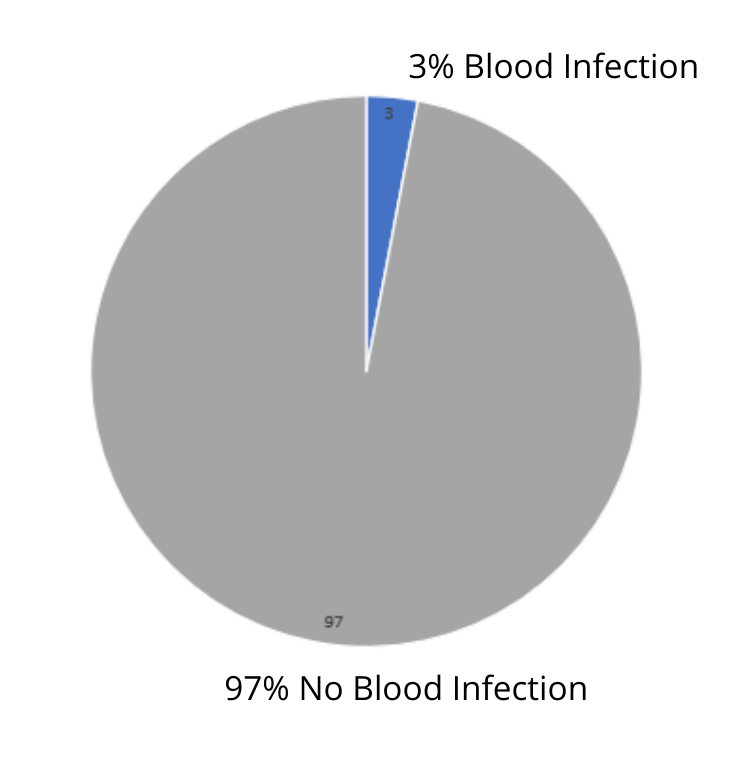 3% Blood Infection
3
97
97% No Blood Infection